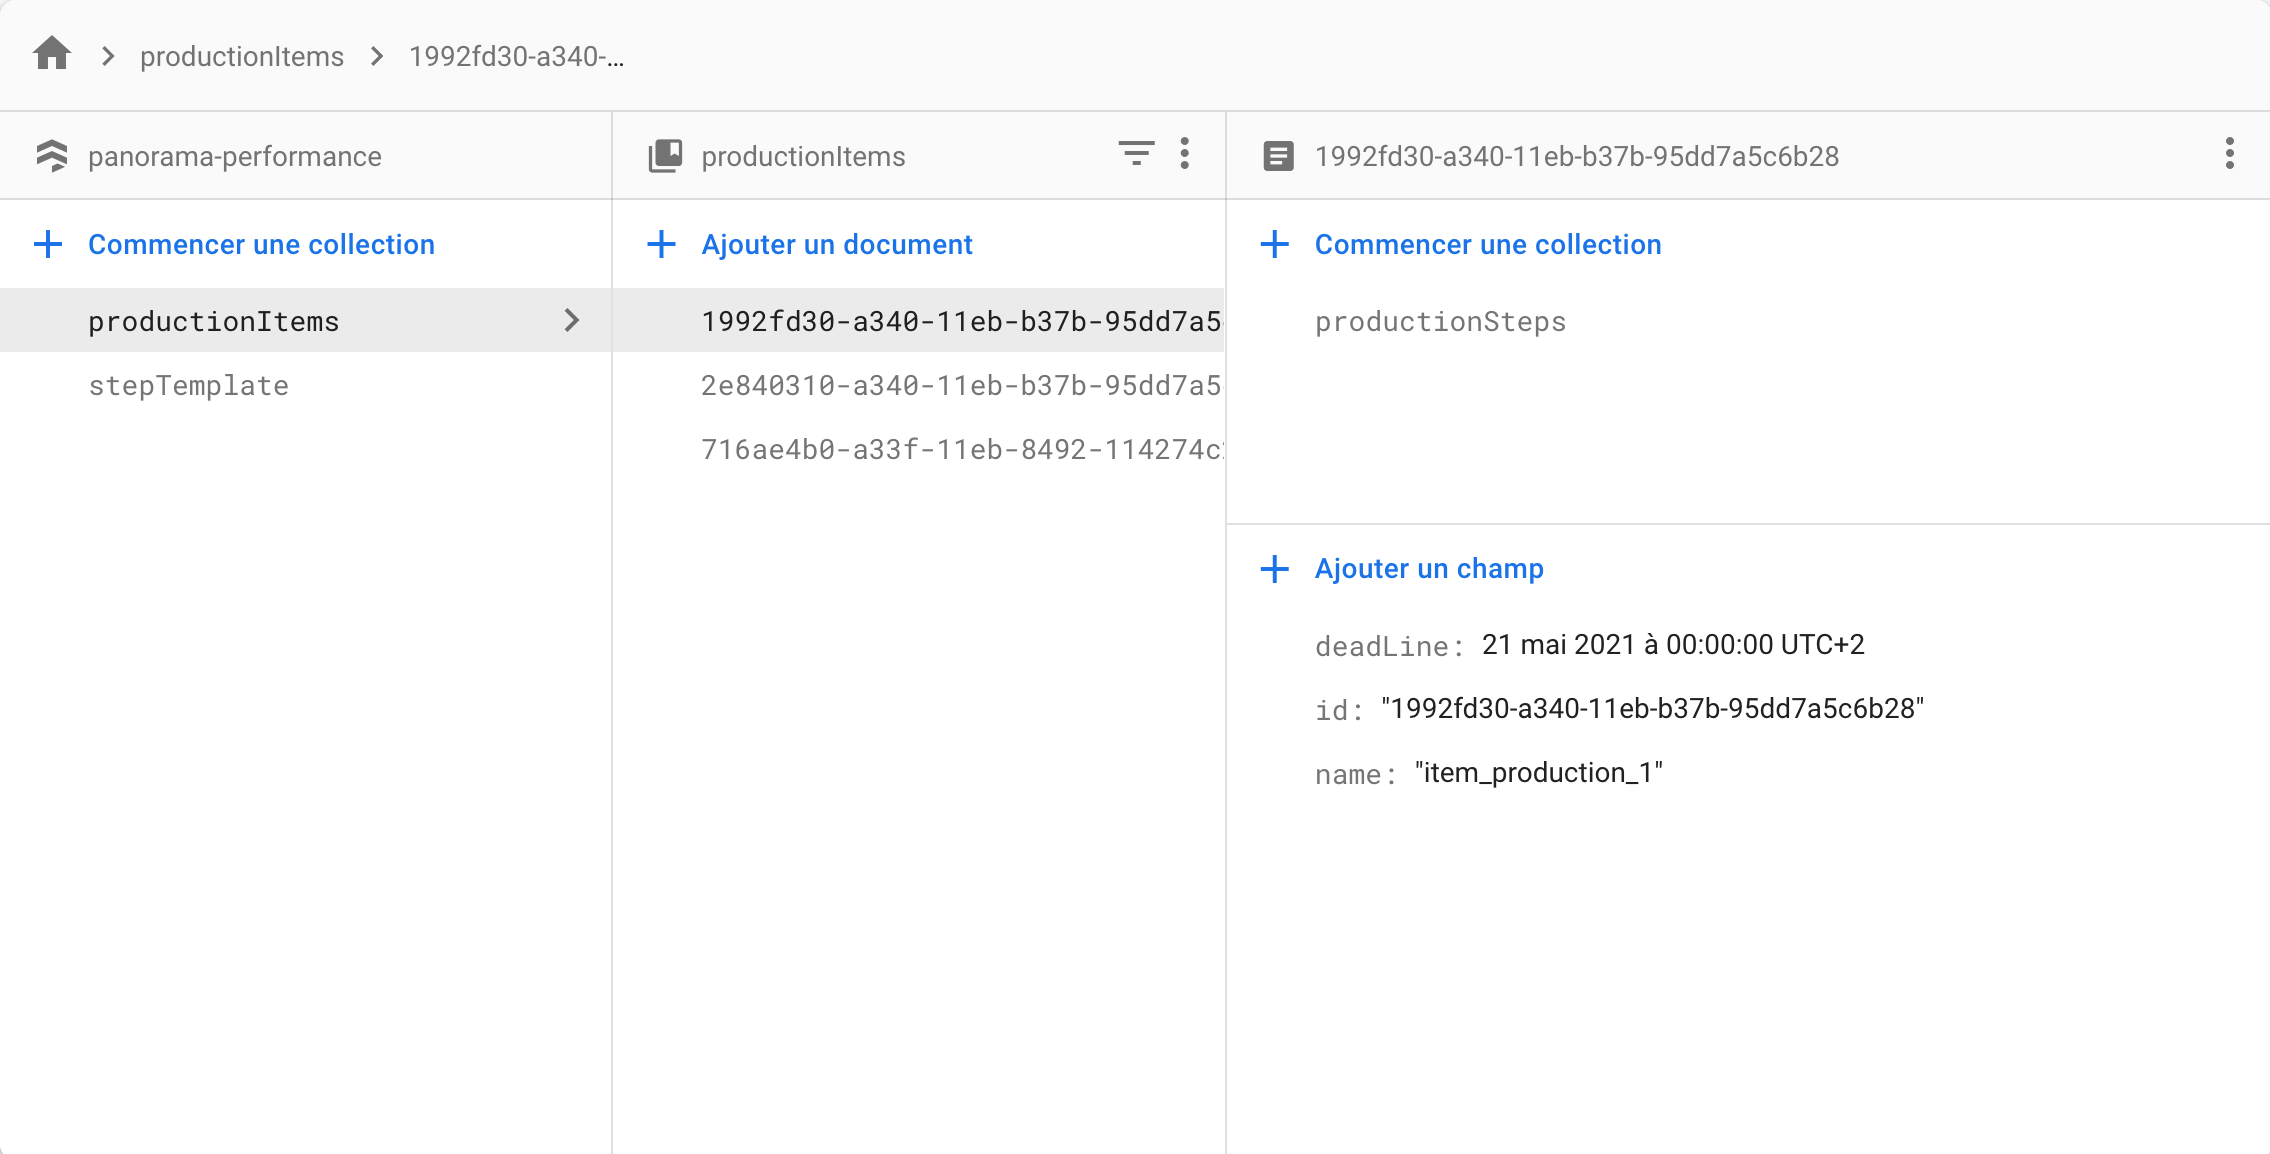 productionItems 1992fd30-a340-...
panorama-performance
Commencer une collection
productionItems
stepTemplate
productionItems
Ajouter un document
1992fd30-a340-11eb-b37b-95dd7a5
2e840310-a340-11eb-b37b-95dd7a5
716ae4b0-a33f-11eb-8492-114274c
1992fd30-a340-11eb-b37b-95dd7a5c6b28
Commencer une collection
productionSteps
Ajouter un champ
deadLine: 21 mai 2021 à 00:00:00 UTC+2
id: "1992fd30-a340-11eb-b37b-95dd7a5c6b28"
name: "item_production_1"